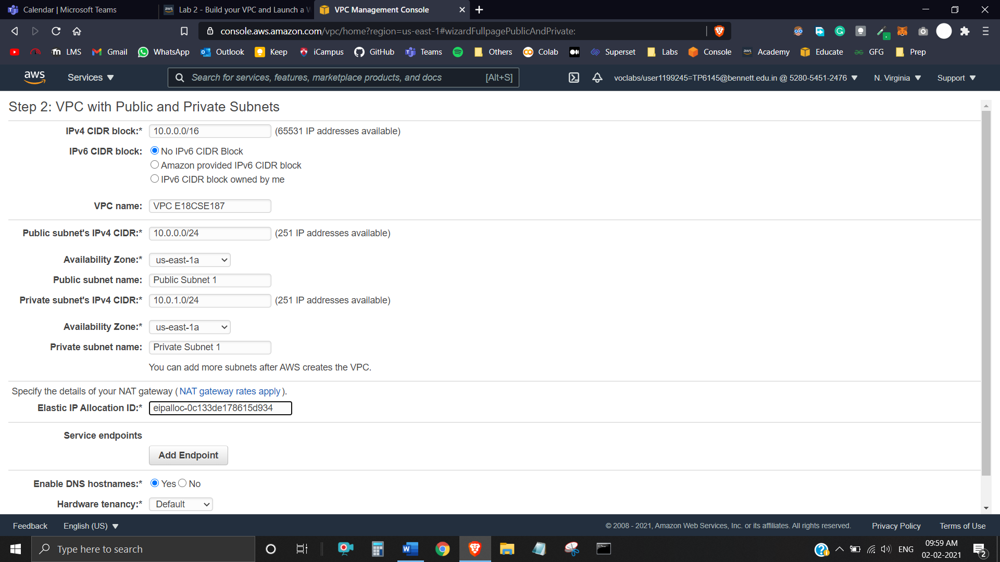 Calendar | Microsoft Teams
aws Lab 2 - Build your VPC and Launch a W
VPC Management Console
console.aws.amazon.com/vpc/home?region=us-east-1#wizardFullpagePublicAndPrivate:
LMS Gmail WhatsApp Outlook Keep iCampus GitHub Teams Others Colab Superset Labs Console aws Academy Educate GFG Prep
aws Services Search for services, features, marketplace products, and docs [Alt+S] voclabs/user1199245=TP6145@bennett.edu.in @ 5280-5451-2476 N. Virginia Support
Step 2: VPC with Public and Private Subnets
IPv4 CIDR block:* 10.0.0.0/16 (65531 IP addresses available)
IPv6 CIDR block: No IPv6 CIDR Block
Amazon provided IPv6 CIDR block
IPv6 CIDR block owned by me
VPC name: VPC E18CSE187
Public subnet's IPv4 CIDR:* 10.0.0.0/24 (251 IP addresses available)
Availability Zone:* us-east-1a
Public subnet name: Public Subnet 1
Private subnet's IPv4 CIDR:* 10.0.1.0/24 (251 IP addresses available)
Availability Zone:* us-east-1a
Private subnet name: Private Subnet 1
You can add more subnets after AWS creates the VPC.
Specify the details of your NAT gateway (NAT gateway rates apply).
Elastic IP Allocation ID:* eipalloc-0c133de178615d934
Service endpoints
Add Endpoint
Enable DNS hostnames:* Yes No
Hardware tenancy:* Default
Feedback English (US) © 2008 - 2021, Amazon Web Services, Inc. or its affiliates. All rights reserved. Privacy Policy Terms of Use
Type here to search ENG 09:59 AM
02-02-2021 2